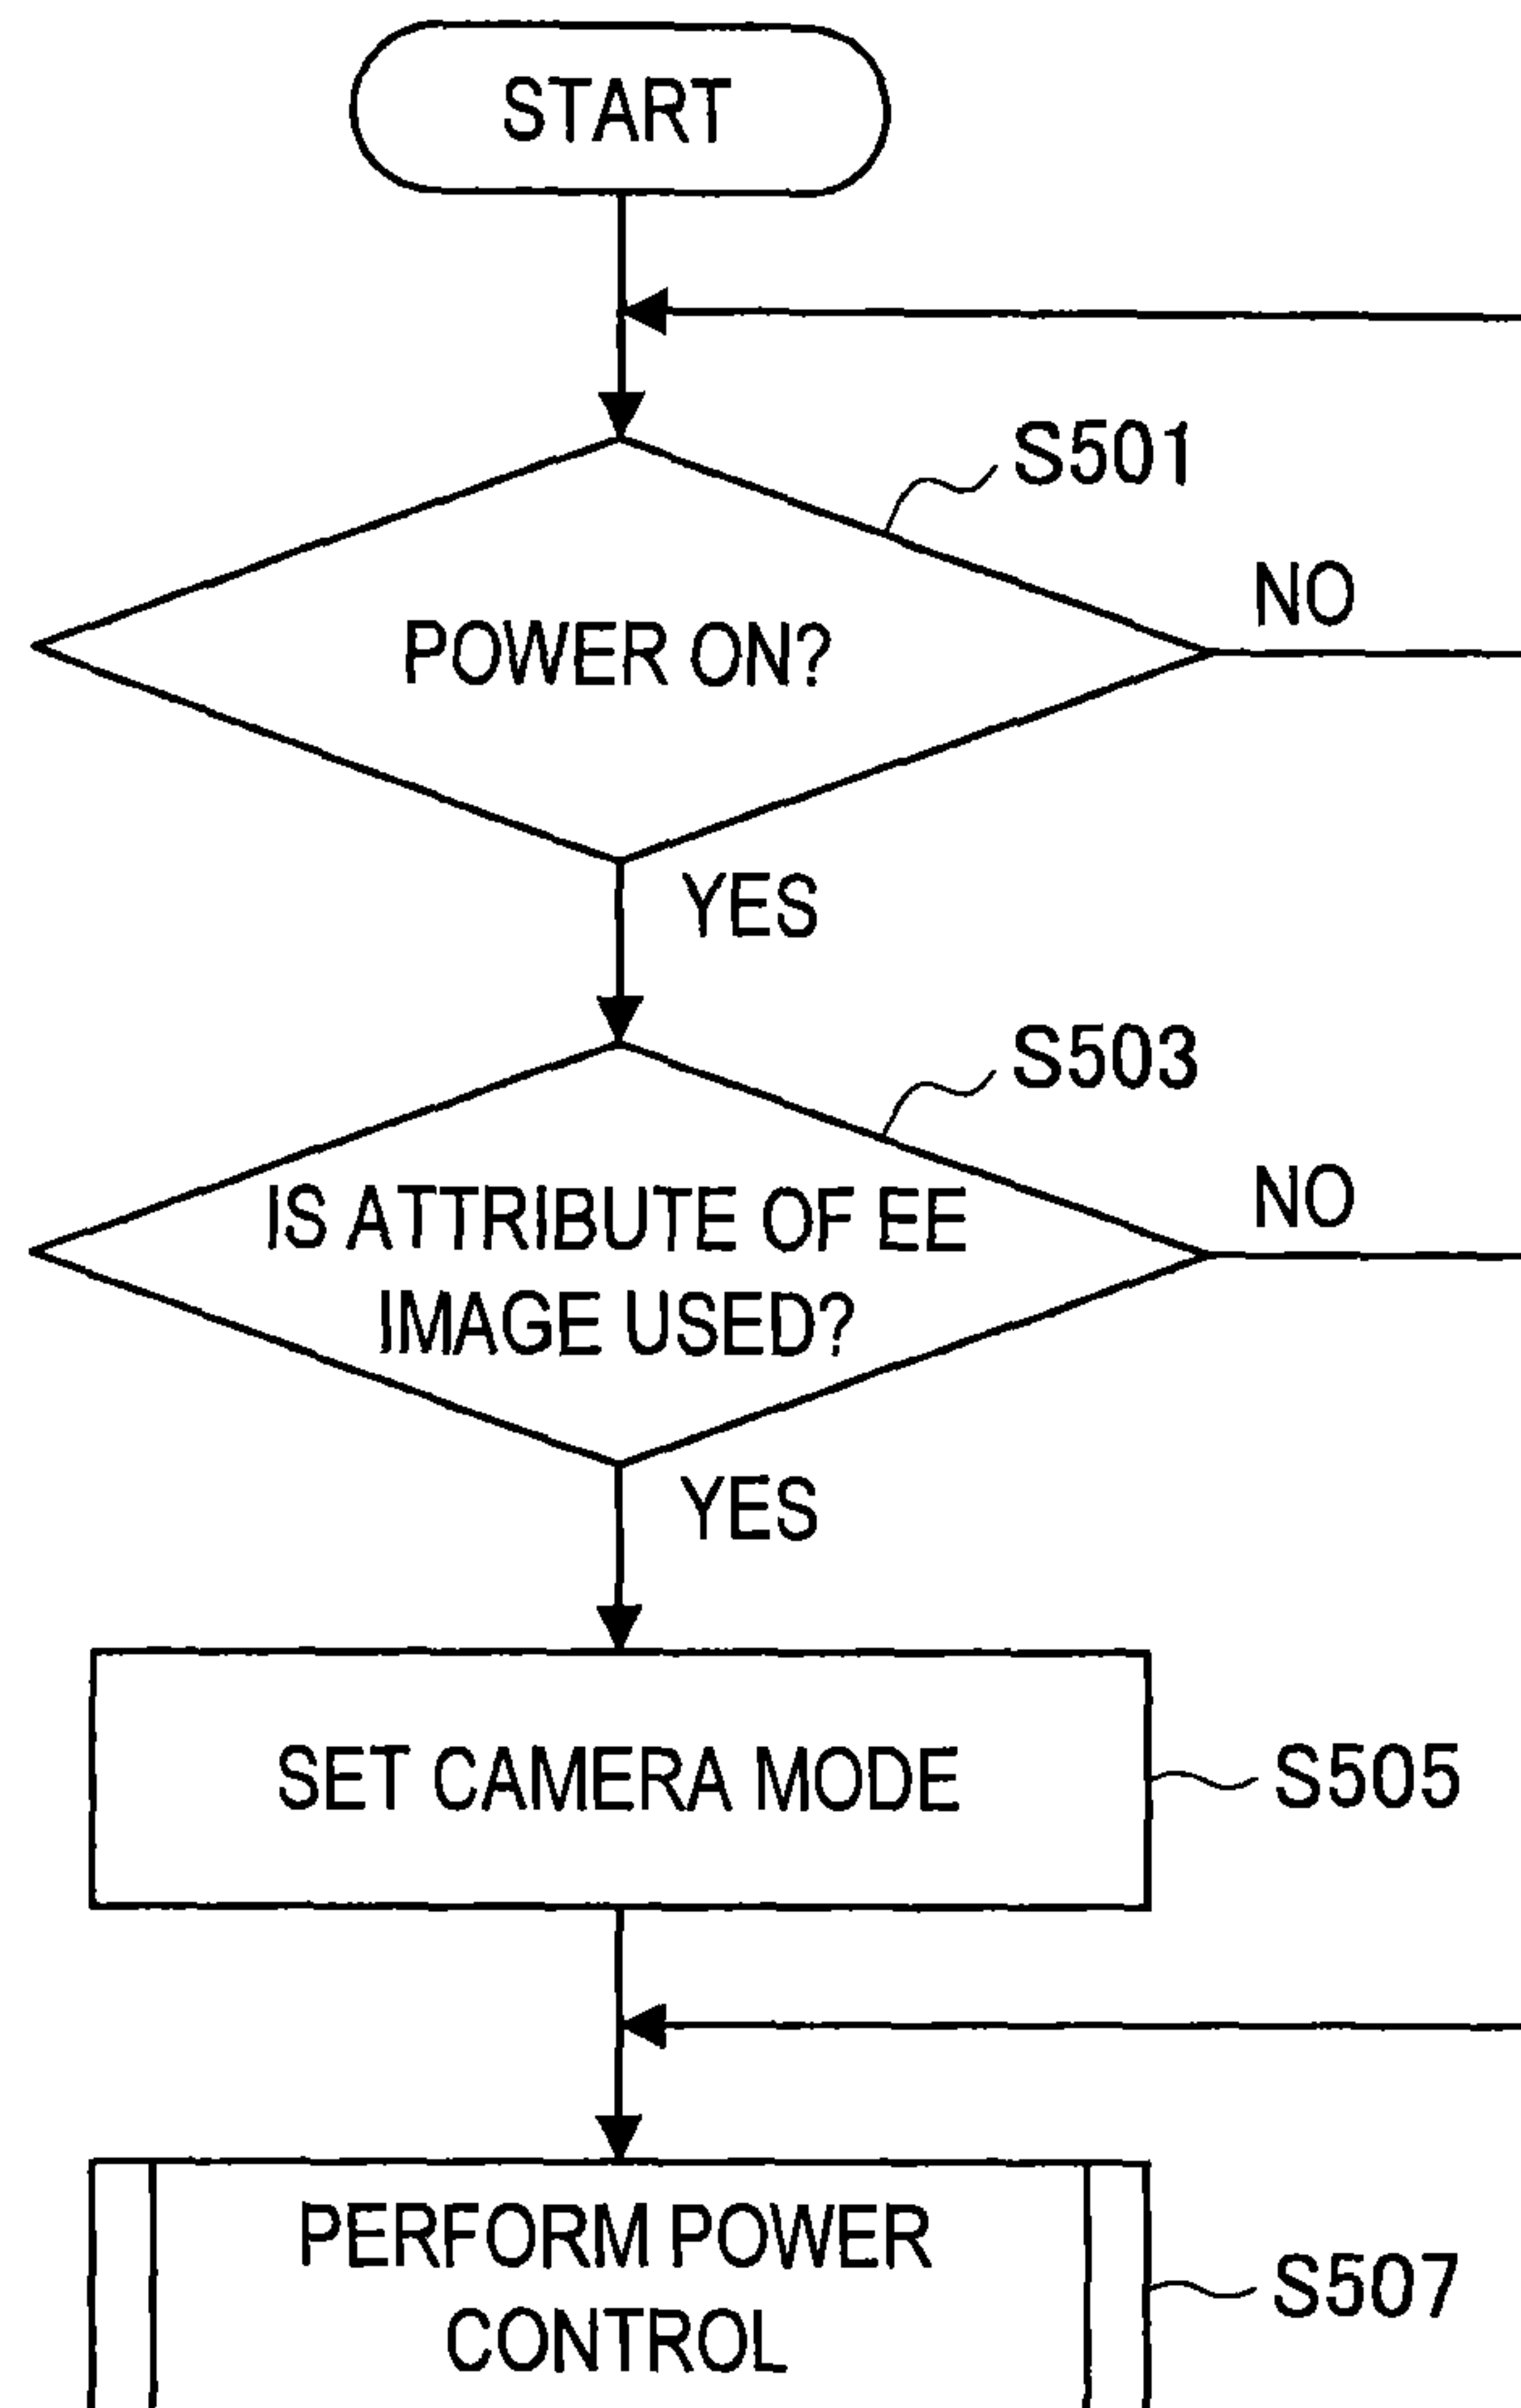 START
S501
NO
POWER ON?
YES
S503
NO
IS ATTRIBUTE OF EE
IMAGE USED?
YES
SET CAMERA MODE
S505
PERFORM POWER
CONTROL
S507